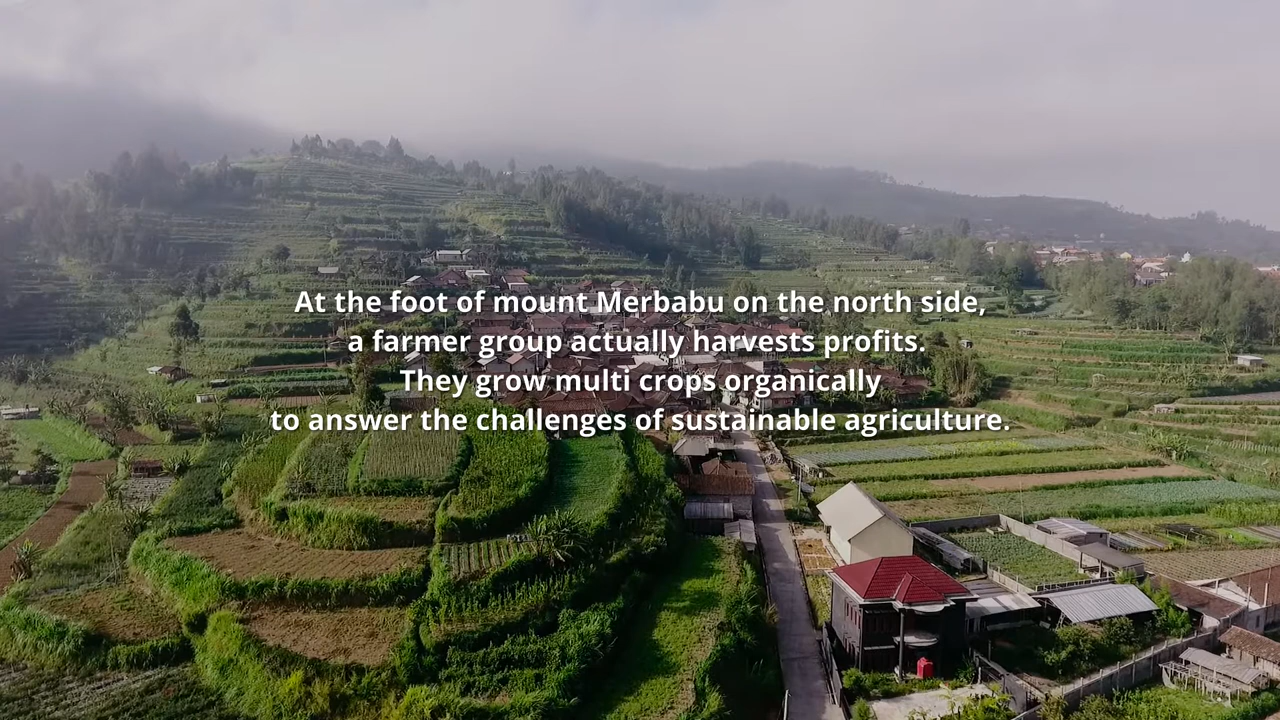 At the foot of mount Merbabu on the north side,
a farmer group actually harvests profits.
They grow multi crops organically
to answer the challenges of sustainable agriculture.